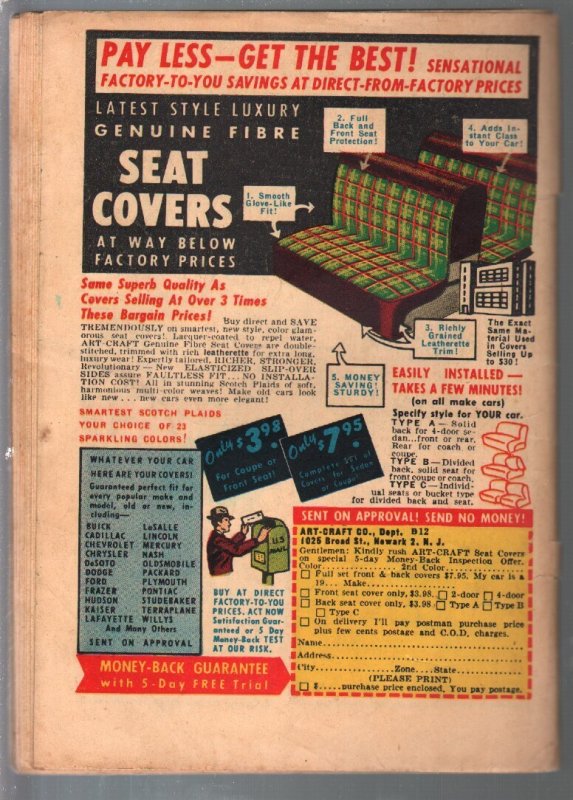 PAY LESS—GET THE BEST! SENSATIONAL
FACTORY-TO-YOU SAVINGS AT DIRECT-FROM-FACTORY PRICES
LATEST STYLE LUXURY
GENUINE FIBRE
SEAT
COVERS
AT WAY BELOW
FACTORY PRICES
2. Full
Back and
Front Seat
Protection!
4. Adds In-
stant Class
to Your Car!
1. Smooth
Glove-Like
Fit!
3. Richly
Grained
Leatherette
Trim!
5. MONEY
SAVING!
STURDY!
The Exact
Same Ma-
terial Used
in Covers
Selling Up
to $30!
Same Superb Quality As
Covers Selling At Over 3 Times
These Bargain Prices!
Buy direct and SAVE
TREMENDOUSLY on smartest, new style, color glam-
orous seat covers! Lacquer-coated to repel water,
ART-CRAFT Genuine Fibre Seat Covers are double-
stitched, trimmed with rich leatherette for extra long,
luxury wear! Expertly tailored, RICHER, STRONGER,
Revolutionary — New ELASTICIZED SLIP-OVER
SIDES assure FAULTLESS FIT... NO INSTALLA-
TION COST! All in stunning Scotch Plaids of soft,
harmonious multi-color weaves! Make old cars look
like new... new cars even more elegant!
SMARTEST SCOTCH PLAIDS
YOUR CHOICE OF 23
SPARKLING COLORS!
Only $3.98
For Coupe or
Front Seat!
Only $7.95
Complete SET of
Covers for Sedan
or Coupe!
EASILY INSTALLED —
TAKES A FEW MINUTES!
(on all make cars)
Specify style for YOUR car.
TYPE A— Solid
back for 4-door se-
dan...front or rear.
Rear for coach or
coupe.
TYPE B— Divided
back, solid seat for
front coupe or coach.
TYPE C— Individ-
ual seats or bucket type
for divided back and seat.
WHATEVER YOUR CAR
HERE ARE YOUR COVERS!
Guaranteed perfect fit for
every popular make and
model, old or new, in-
cluding—
BUICK LaSALLE
CADILLAC LINCOLN
CHEVROLET MERCURY
CHRYSLER NASH
DeSOTO OLDSMOBILE
DODGE PACKARD
FORD PLYMOUTH
FRAZER PONTIAC
HUDSON STUDEBAKER
KAISER TERRAPLANE
LAFAYETTE WILLYS
And Many Others
SENT ON APPROVAL
U.S
MAIL
BUY AT DIRECT
FACTORY-TO-YOU
PRICES. ACT NOW
Satisfaction Guar-
anteed or 5 Day
Money-Back TEST
AT OUR RISK.
MONEY-BACK GUARANTEE
with 5-Day FREE Trial
SENT ON APPROVAL! SEND NO MONEY!
ART-CRAFT CO., Dept. B12
1025 Broad St., Newark 2, N. J.
Gentlemen: Kindly rush ART-CRAFT Seat Covers
on special 5-day Money-Back Inspection Offer.
Color.................. 2nd Color....................
Full set front & back covers $7.95. My car is a
19.... Make.....................
Front seat cover only, $3.98. 2-door 4-door
Back seat cover only, $3.98. Type A Type B
Type C
On delivery I'll pay postman purchase price
plus few cents postage and C.O.D. charges.
Name................................
Address................................
City................Zone.....State................
(PLEASE PRINT)
$.......purchase price enclosed. You pay postage.